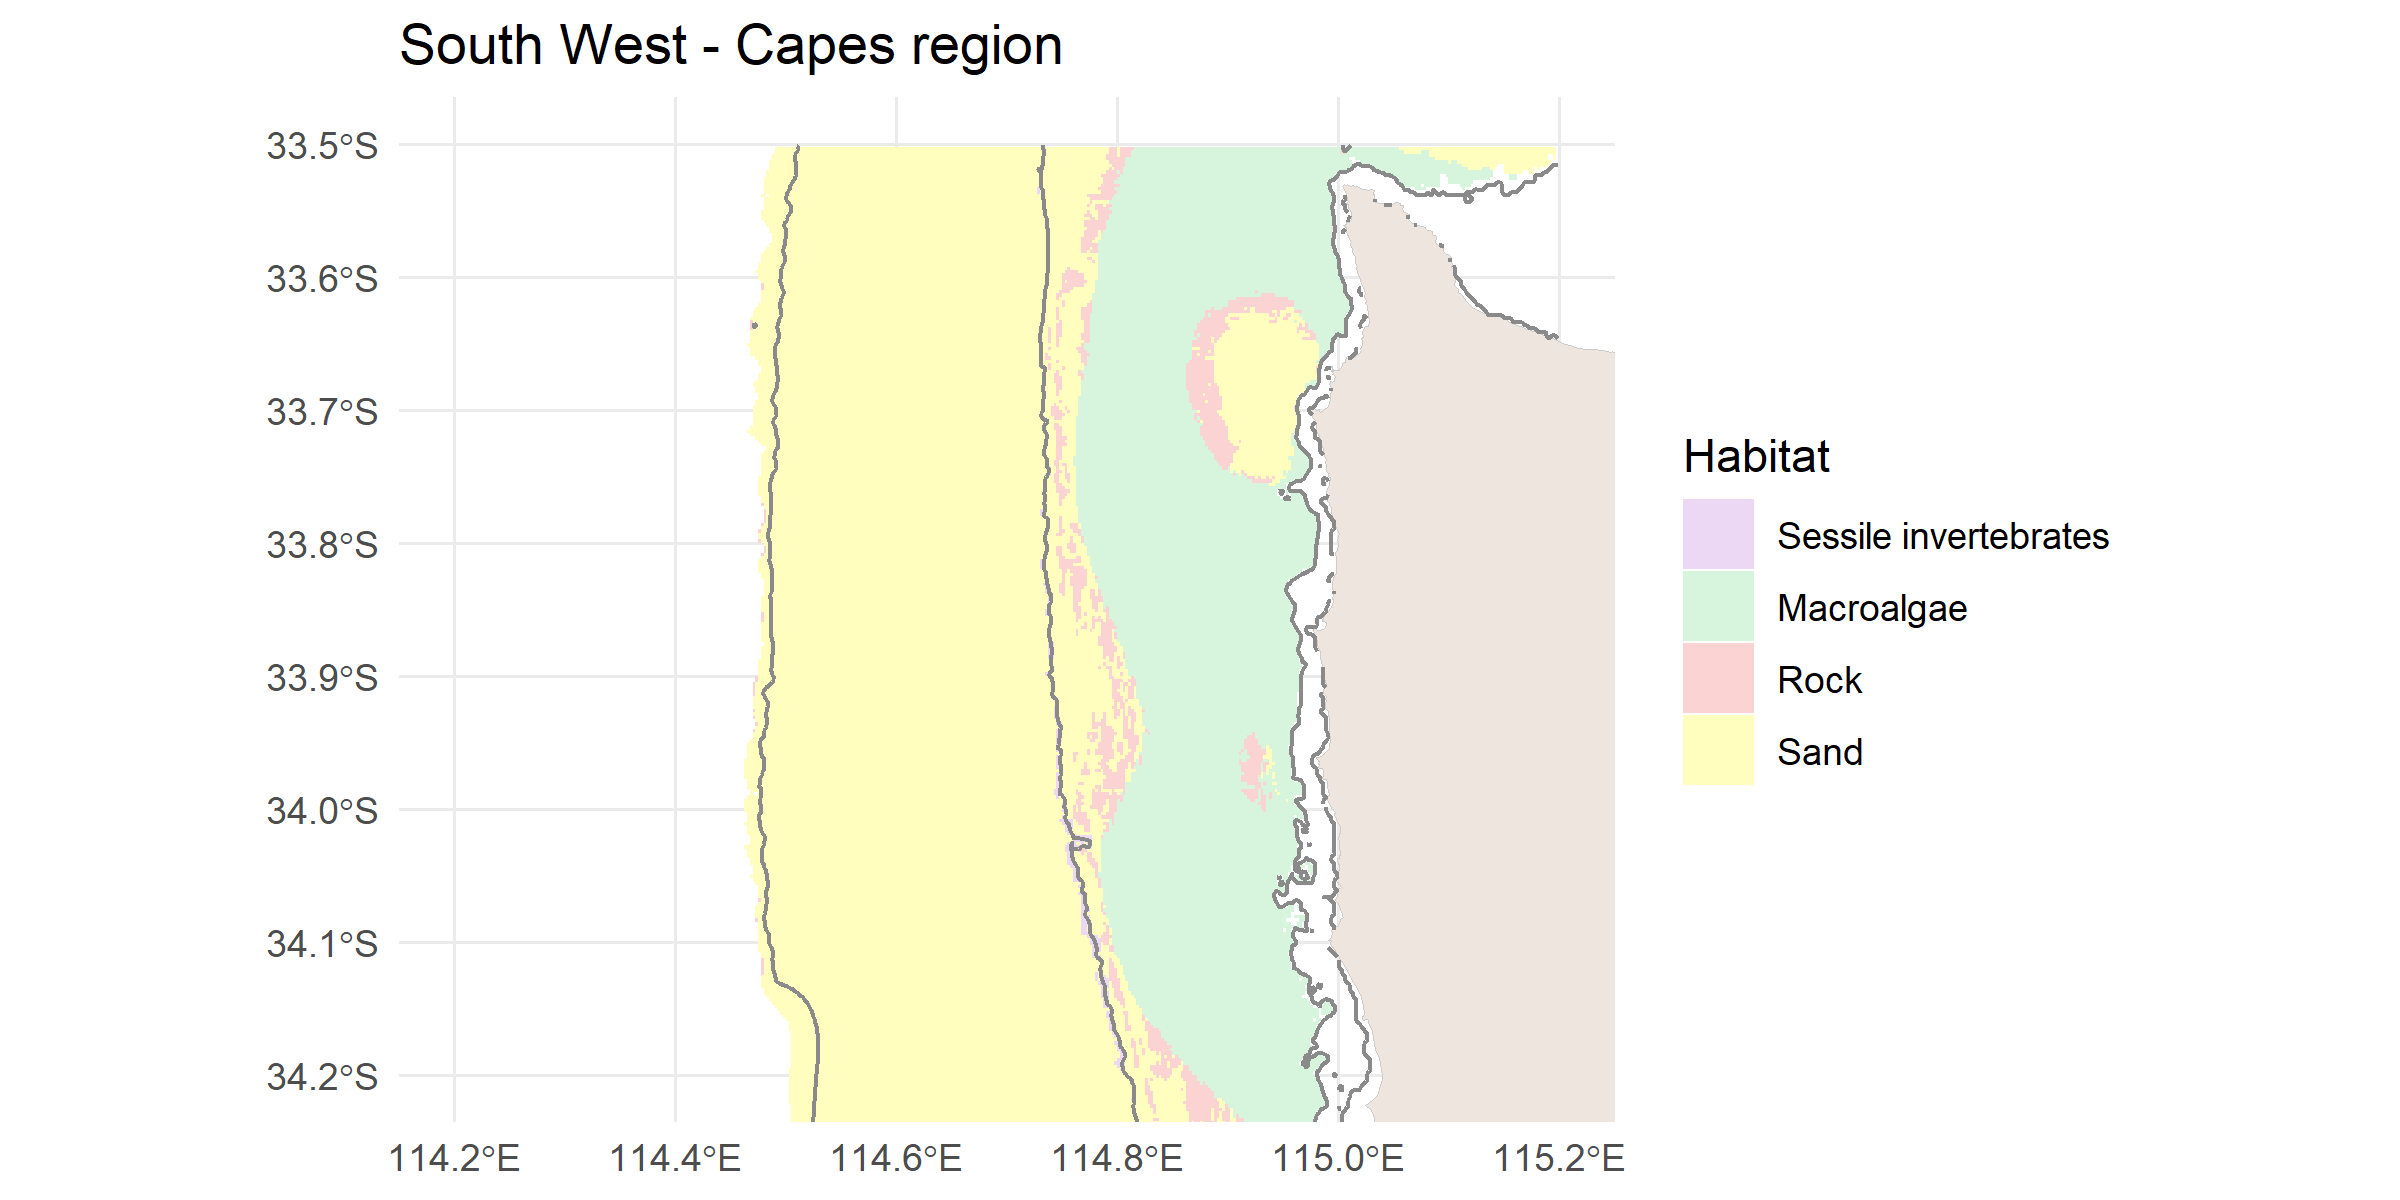 South West - Capes region
33.5°S
33.6°S
33.7°S
33.8°S
33.9°S
34.0°S
34.1°S
34.2°S
114.2°E 114.4°E 114.6°E 114.8°E 115.0°E 115.2°E
Habitat
Sessile invertebrates
Macroalgae
Rock
Sand